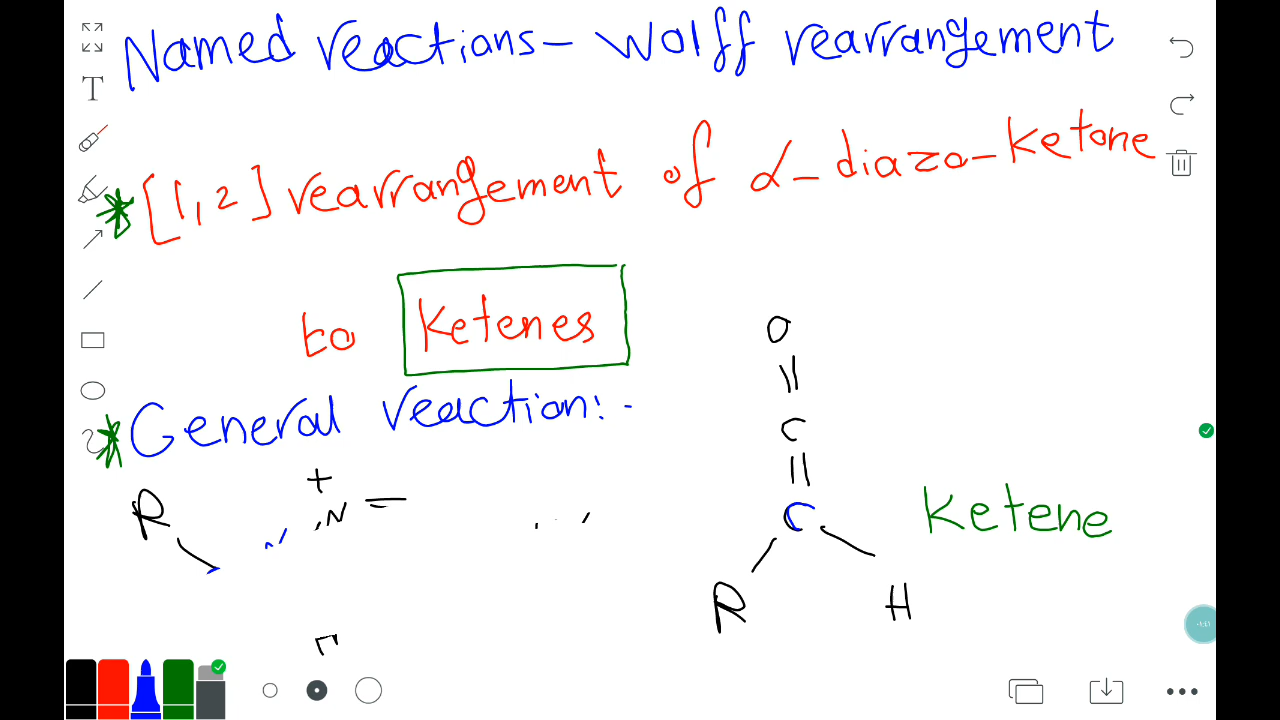 Named reactions- Wolff rearrangement
* [1,2] rearrangement of α-diazo-Ketone
to Ketenes
* General reaction:-
O
C
C
R H
Ketene
+
R N =
T